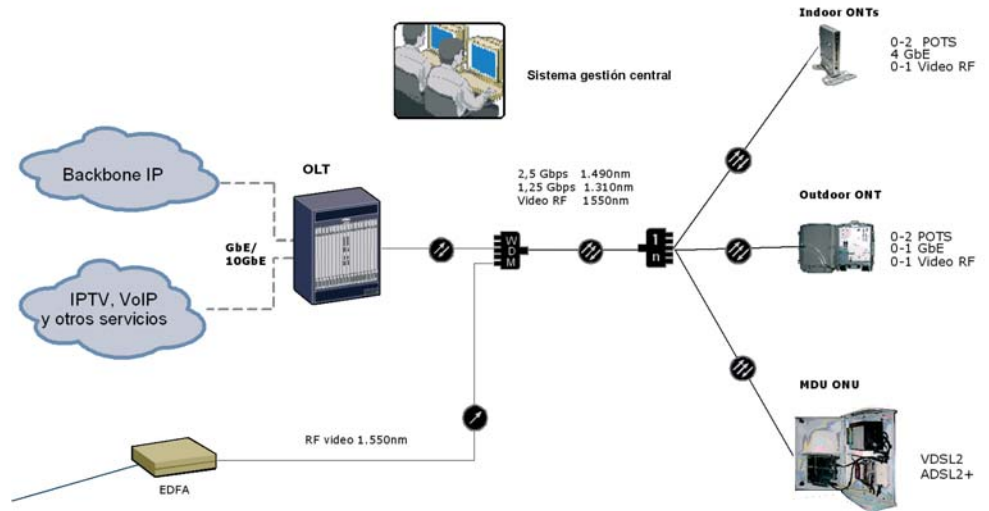 Indoor ONTs
0-2 POTS
4 GbE
0-1 Video RF
Sistema gestión central
Backbone IP
OLT
2,5 Gbps 1.490nm
1,25 Gbps 1.310nm
Video RF 1550nm
GbE/
10GbE
WDM
1
n
Outdoor ONT
0-2 POTS
0-1 GbE
0-1 Video RF
IPTV, VoIP
y otros servicios
MDU ONU
VDSL2
ADSL2+
RF video 1.550nm
EDFA